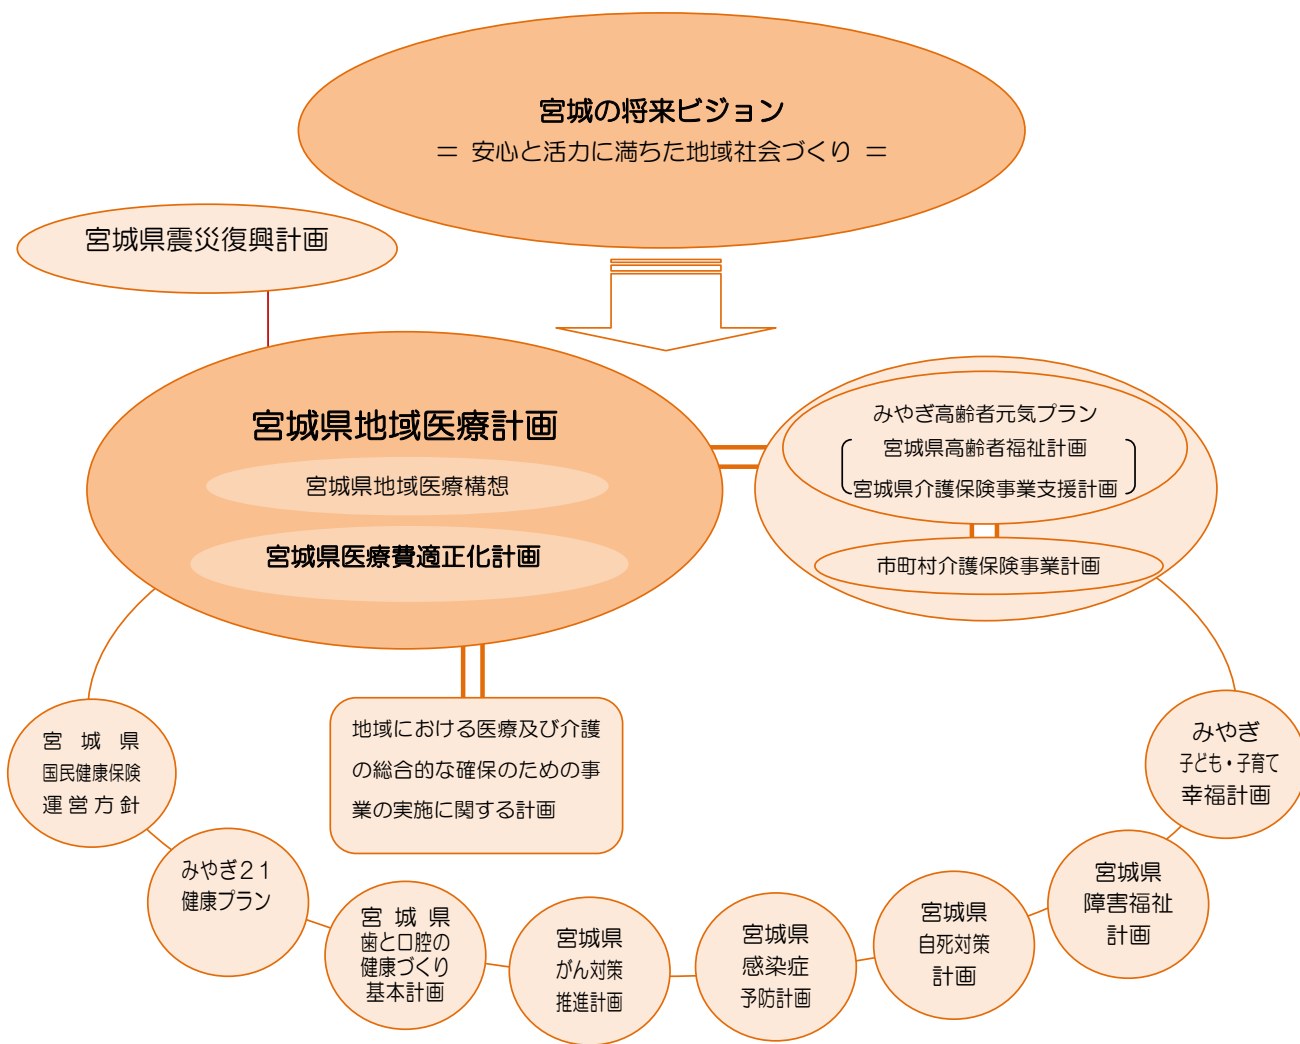 宮城の将来ビジョン
＝ 安心と活力に満ちた地域社会づくり ＝
宮城県震災復興計画
宮城県地域医療計画
宮城県地域医療構想
宮城県医療費適正化計画
みやぎ高齢者元気プラン
宮城県高齢者福祉計画
宮城県介護保険事業支援計画
市町村介護保険事業計画
地域における医療及び介護
の総合的な確保のための事
業の実施に関する計画
宮 城 県
国民健康保険
運営方針
みやぎ２１
健康プラン
宮 城 県
歯と口腔の
健康づくり
基本計画
宮城県
がん対策
推進計画
宮城県
感染症
予防計画
宮城県
自死対策
計画
宮城県
障害福祉
計画
みやぎ
子ども・子育て
幸福計画